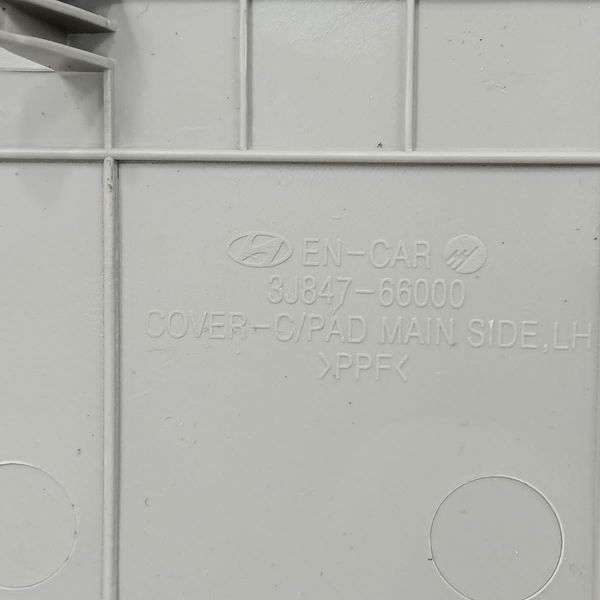 EN-CAR
3J847-66000
COVER-C/PAD MAIN SIDE,LH
>PPF<